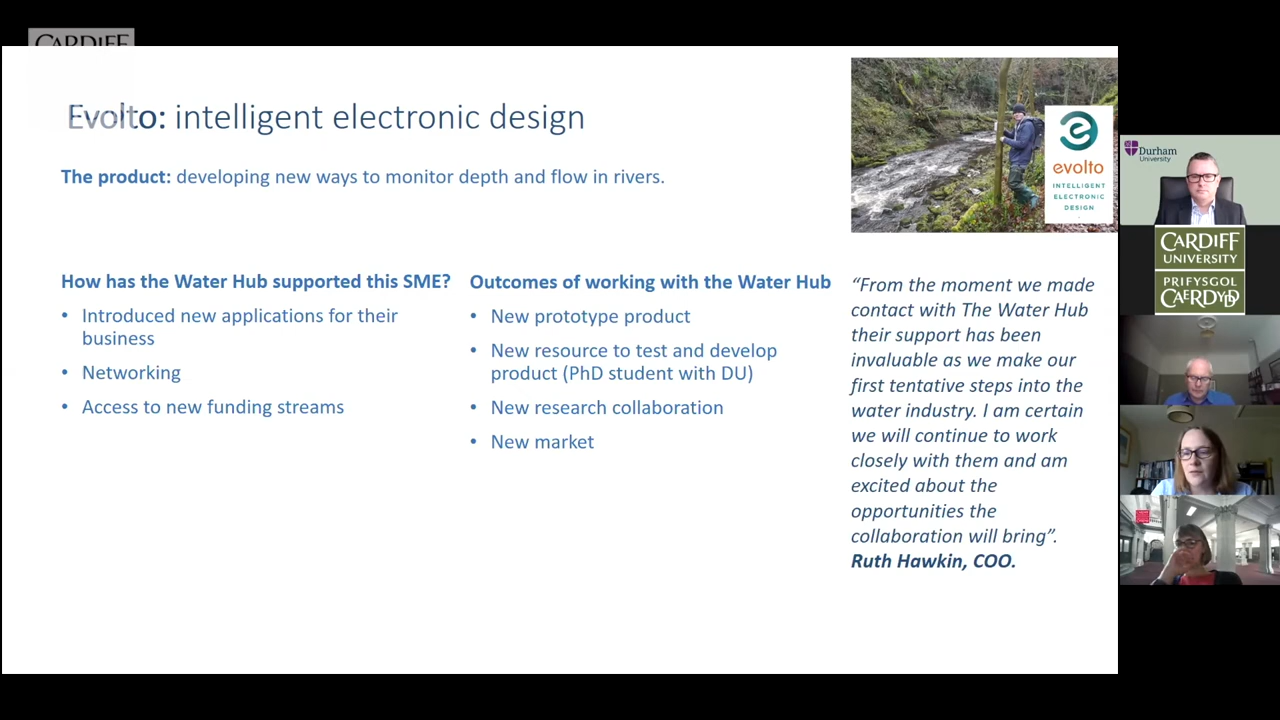 CARDIFF
Evolto: intelligent electronic design
The product: developing new ways to monitor depth and flow in rivers.
evolto
INTELLIGENT
ELECTRONIC
DESIGN
How has the Water Hub supported this SME?
• Introduced new applications for their
business
• Networking
• Access to new funding streams
Outcomes of working with the Water Hub
• New prototype product
• New resource to test and develop
product (PhD student with DU)
• New research collaboration
• New market
“From the moment we made
contact with The Water Hub
their support has been
invaluable as we make our
first tentative steps into the
water industry. I am certain
we will continue to work
closely with them and am
excited about the
opportunities the
collaboration will bring”.
Ruth Hawkin, COO.
Durham
University
CARDIFF
UNIVERSITY
PRIFYSGOL
CAERDYDD